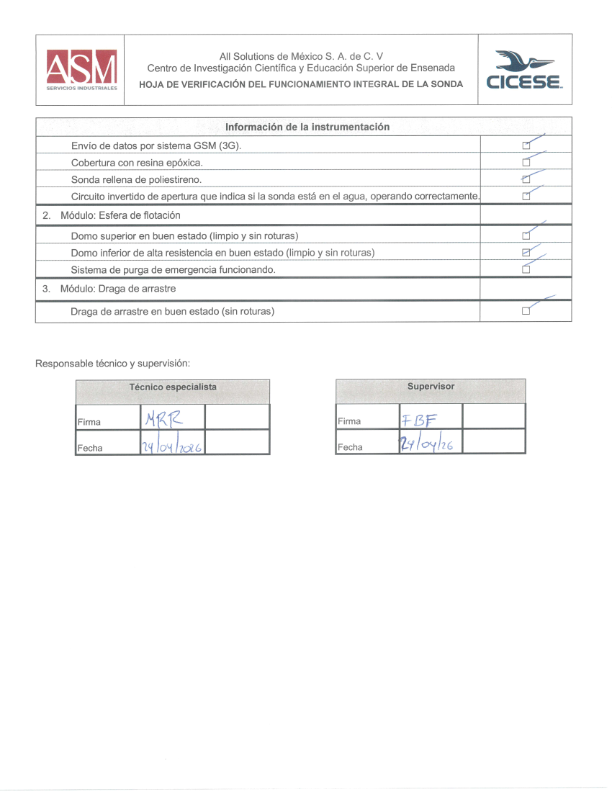 ASM
SERVICIOS INDUSTRIALES
All Solutions de México S. A. de C. V
Centro de Investigación Científica y Educación Superior de Ensenada
HOJA DE VERIFICACIÓN DEL FUNCIONAMIENTO INTEGRAL DE LA SONDA
CICESE
Información de la instrumentación
Envío de datos por sistema GSM (3G).
Cobertura con resina epóxica.
Sonda rellena de poliestireno.
Circuito invertido de apertura que indica si la sonda está en el agua, operando correctamente.
2. Módulo: Esfera de flotación
Domo superior en buen estado (limpio y sin roturas)
Domo inferior de alta resistencia en buen estado (limpio y sin roturas)
Sistema de purga de emergencia funcionando.
3. Módulo: Draga de arrastre
Draga de arrastre en buen estado (sin roturas)
Responsable técnico y supervisión:
Técnico especialista
Firma MRR
Fecha 24/04/2026
Supervisor
Firma FBF
Fecha 24/04/26